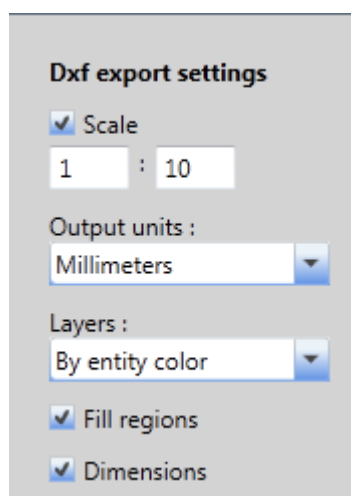 Dxf export settings
Scale
1 : 10
Output units :
Millimeters
Layers :
By entity color
Fill regions
Dimensions